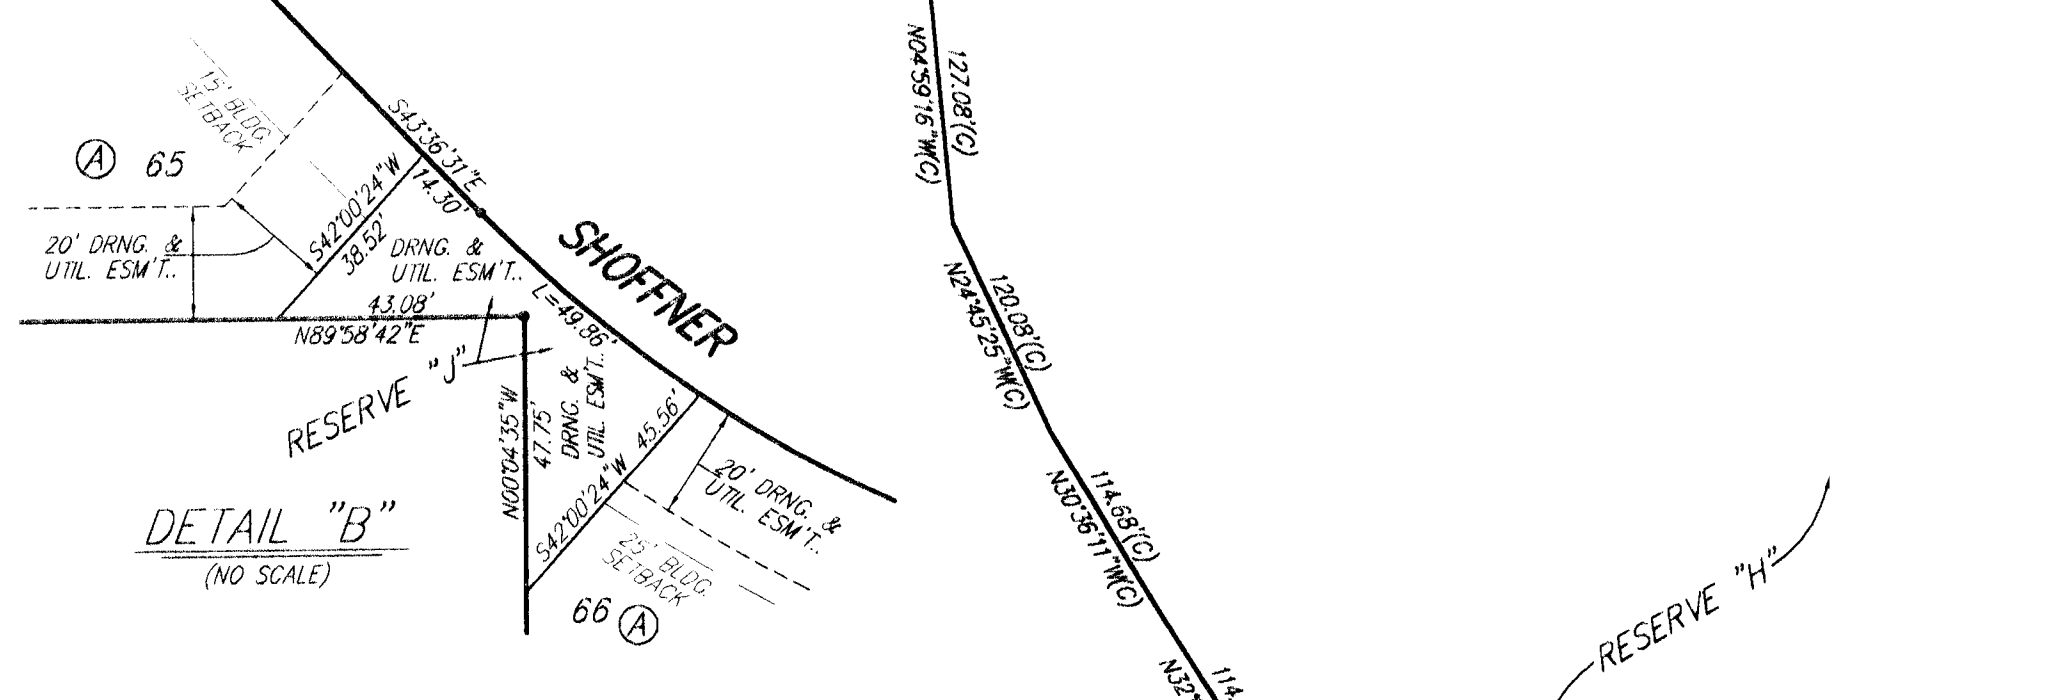 15' BLDG.
SETBACK
S43°36'31"E
14.30'
A 65
S42°00'24"W
38.52'
20' DRNG. &
UTIL. ESM'T..
DRNG. &
UTIL. ESM'T..
43.08'
N89°58'42"E
L=49.86'
SHOFFNER
RESERVE "J"
N00°04'35"W
47.75'
DRNG. &
UTIL ESM'T..
S42°00'24"W 45.56'
20' DRNG. &
UTIL. ESM'T..
25' BLDG.
SETBACK
66 A
DETAIL "B"
(NO SCALE)
127.08'(C)
N04°59'16"W(C)
120.08'(C)
N24°45'25"W(C)
114.68'(C)
N30°36'11"W(C)
114.
N32°
RESERVE "H"